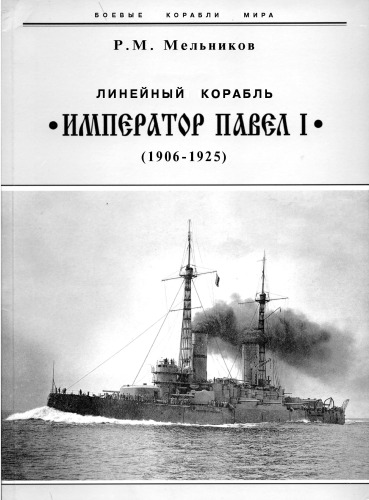 БОЕВЫЕ КОРАБЛИ МИРА
Р.М. Мельников
ЛИНЕЙНЫЙ КОРАБЛЬ
•ИМПЕРАТОР ПАВЕЛ I•
(1906-1925)